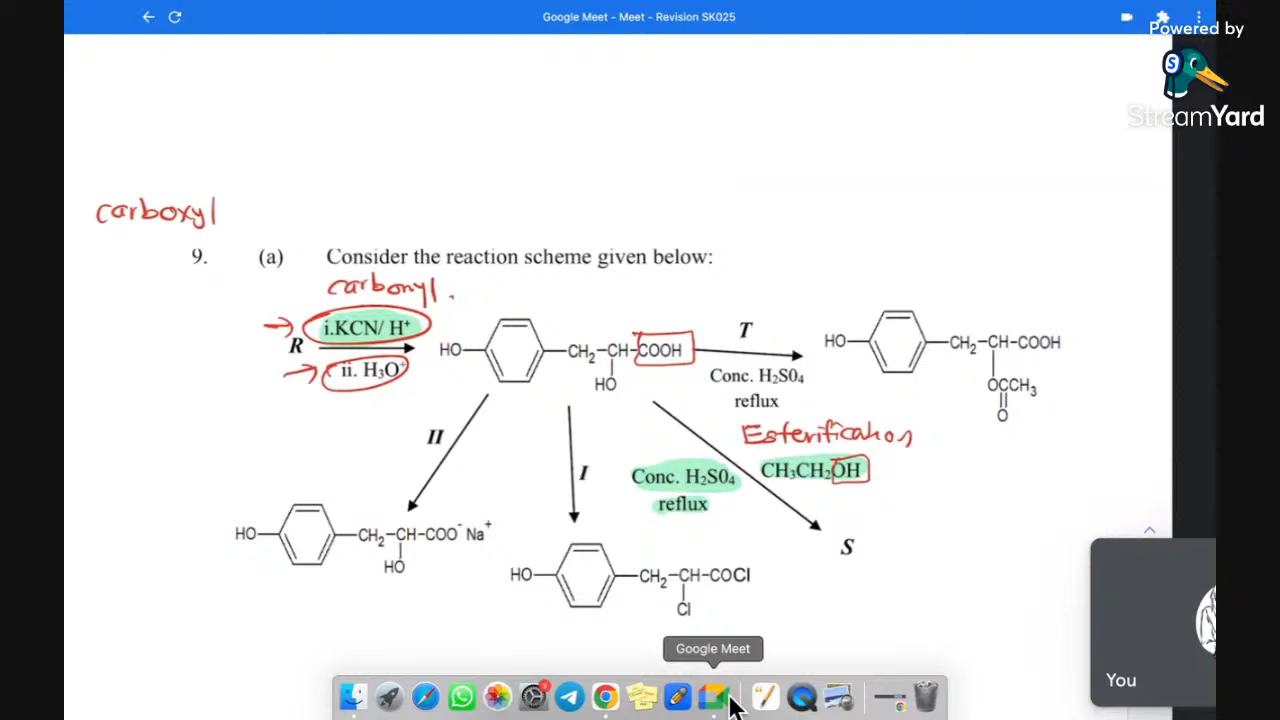 Google Meet - Meet - Revision SK025
Powered by
S
StreamYard
carboxyl
9. (a) Consider the reaction scheme given below:
carbonyl.
i.KCN/ H⁺
R
ii. H₃O⁺
HO CH₂-CH-COOH
HO
T
Conc. H₂S0₄
reflux
HO CH₂-CH-COOH
OCCH₃
O
Esterification
II
I
Conc. H₂S0₄
reflux
CH₃CH₂OH
S
HO CH₂-CH-COO⁻Na⁺
HO
HO CH₂-CH-COCl
Cl
Google Meet
You